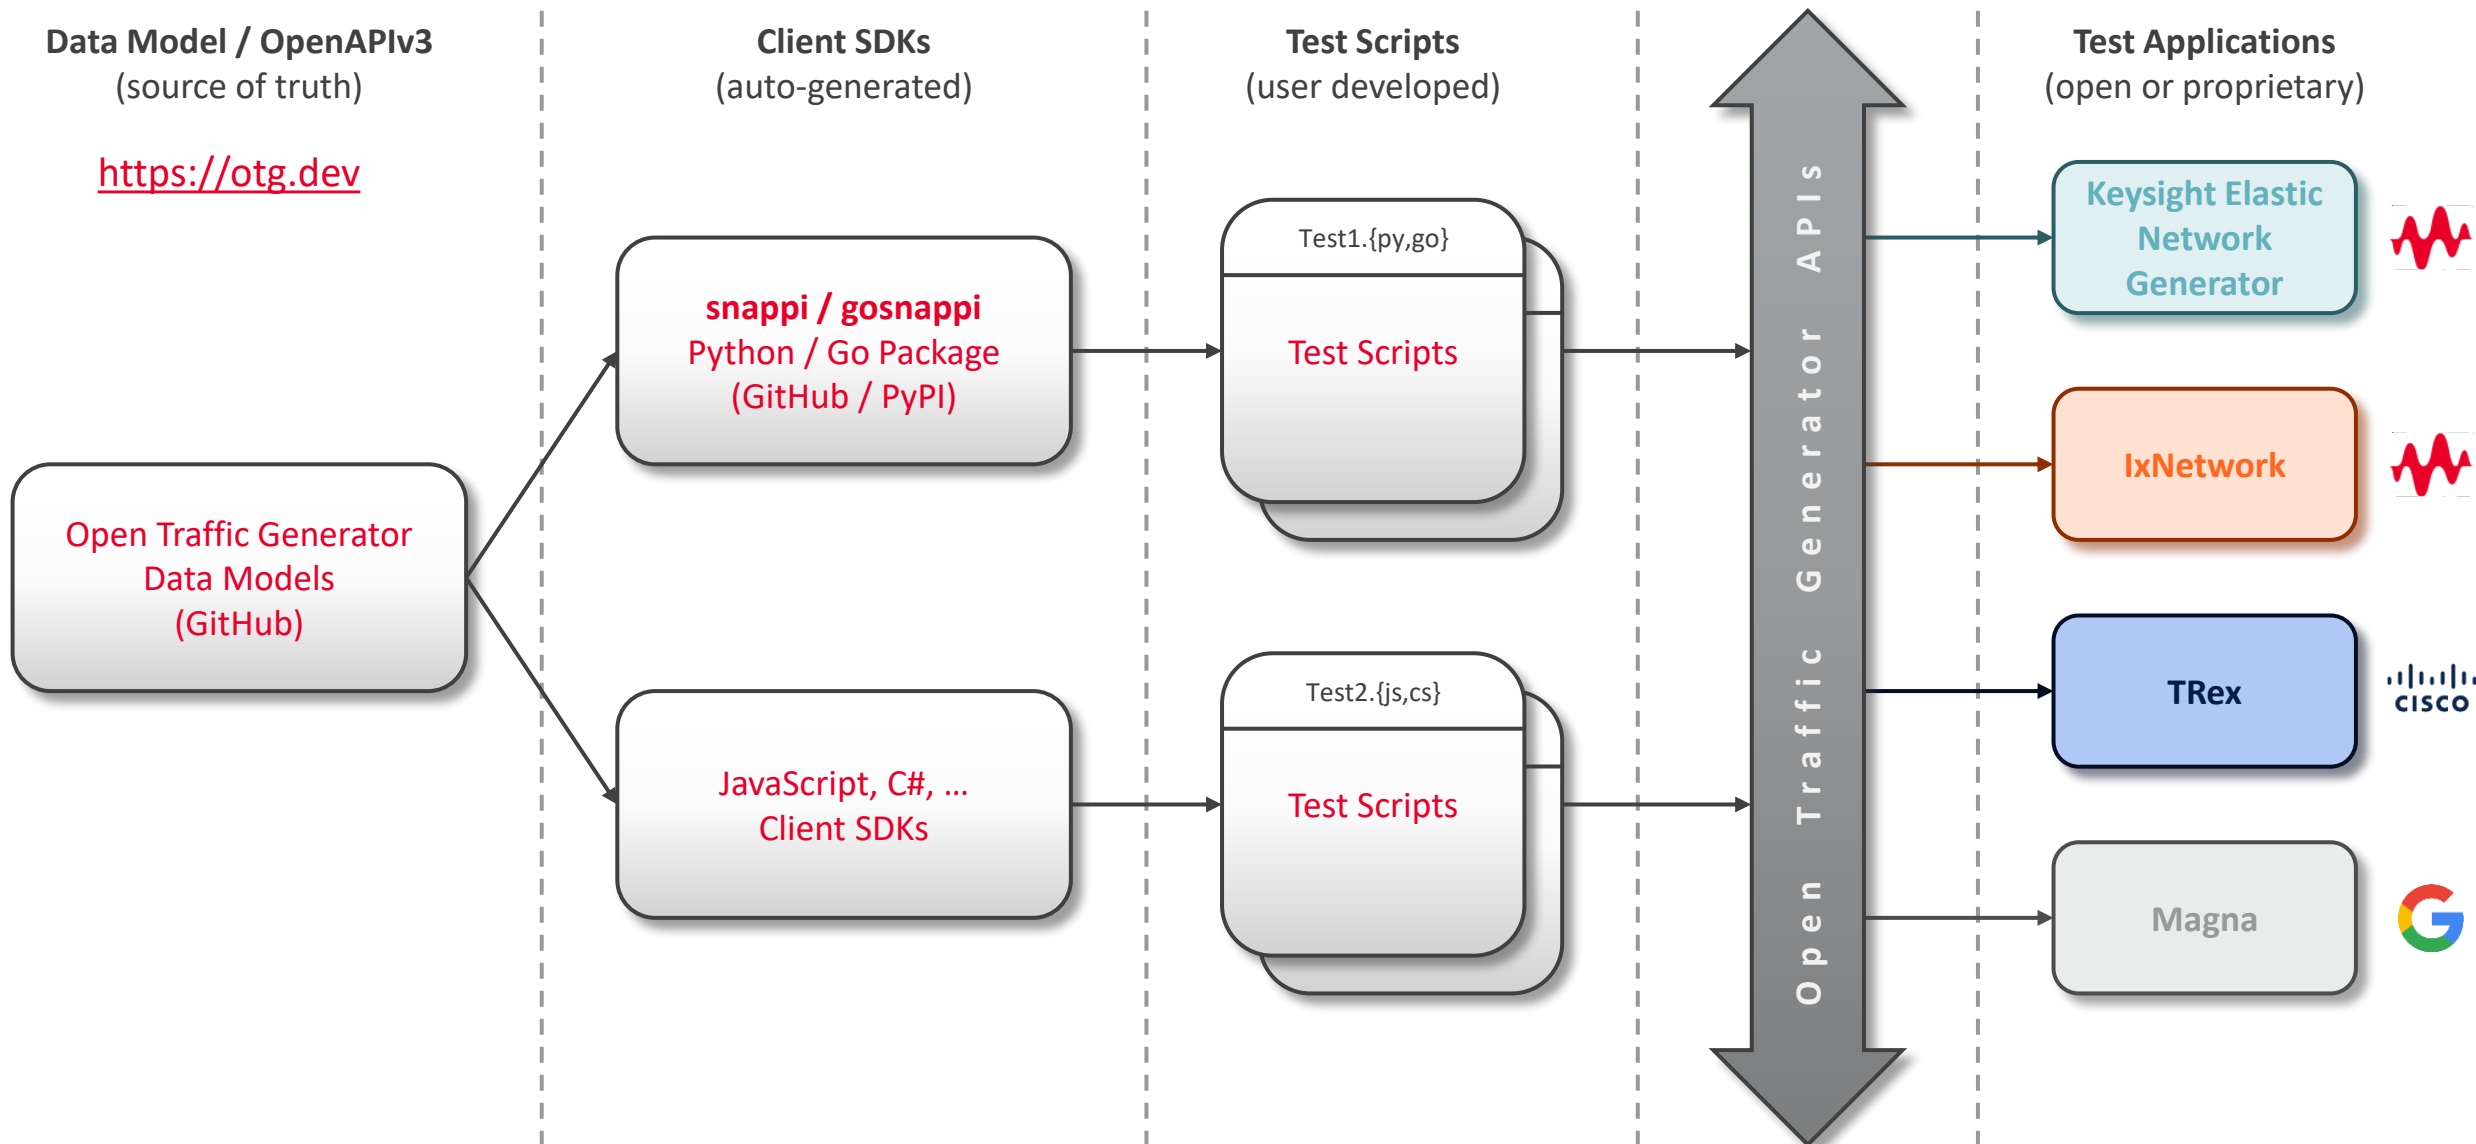 Data Model / OpenAPIv3
(source of truth)
https://otg.dev
Open Traffic Generator
Data Models
(GitHub)
Client SDKs
(auto-generated)
snappi / gosnappi
Python / Go Package
(GitHub / PyPI)
JavaScript, C#, ...
Client SDKs
Test Scripts
(user developed)
Test1.{py,go}
Test Scripts
Test2.{js,cs}
Test Scripts
Open Traffic Generator APIs
Test Applications
(open or proprietary)
Keysight Elastic
Network
Generator
IxNetwork
TRex
CISCO
Magna